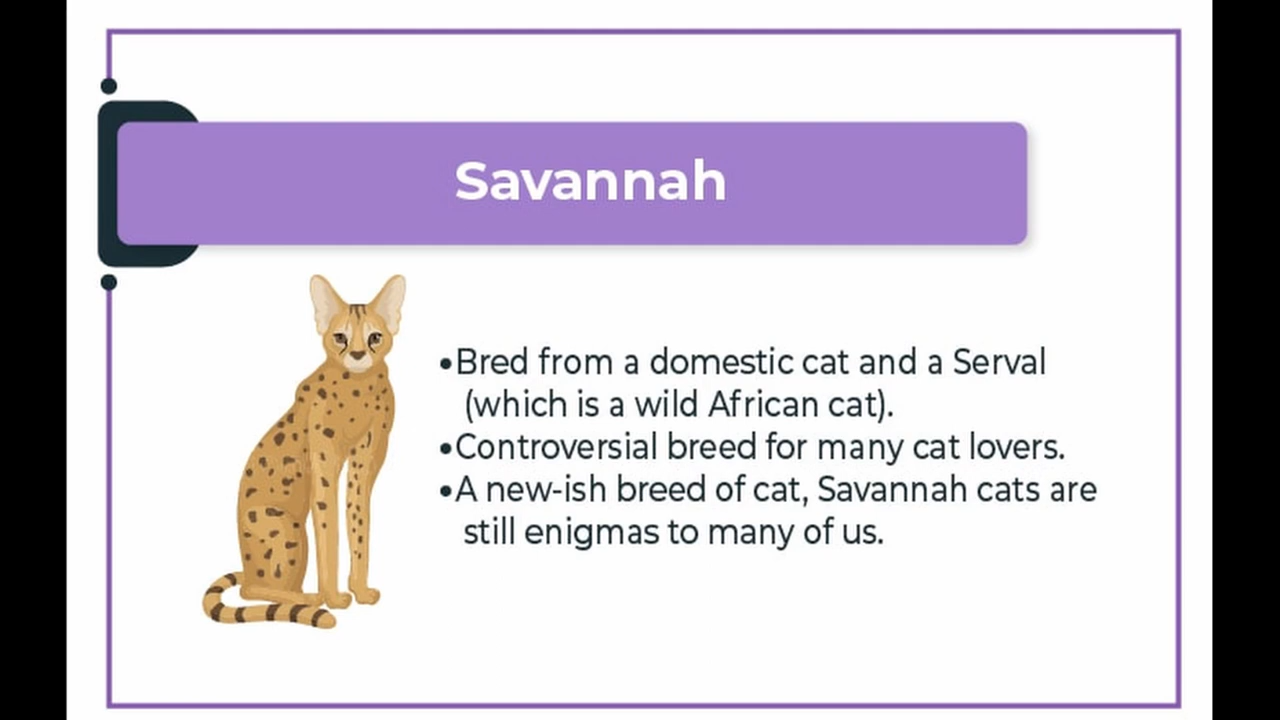 Savannah
•Bred from a domestic cat and a Serval
(which is a wild African cat).
•Controversial breed for many cat lovers.
•A new-ish breed of cat, Savannah cats are
still enigmas to many of us.